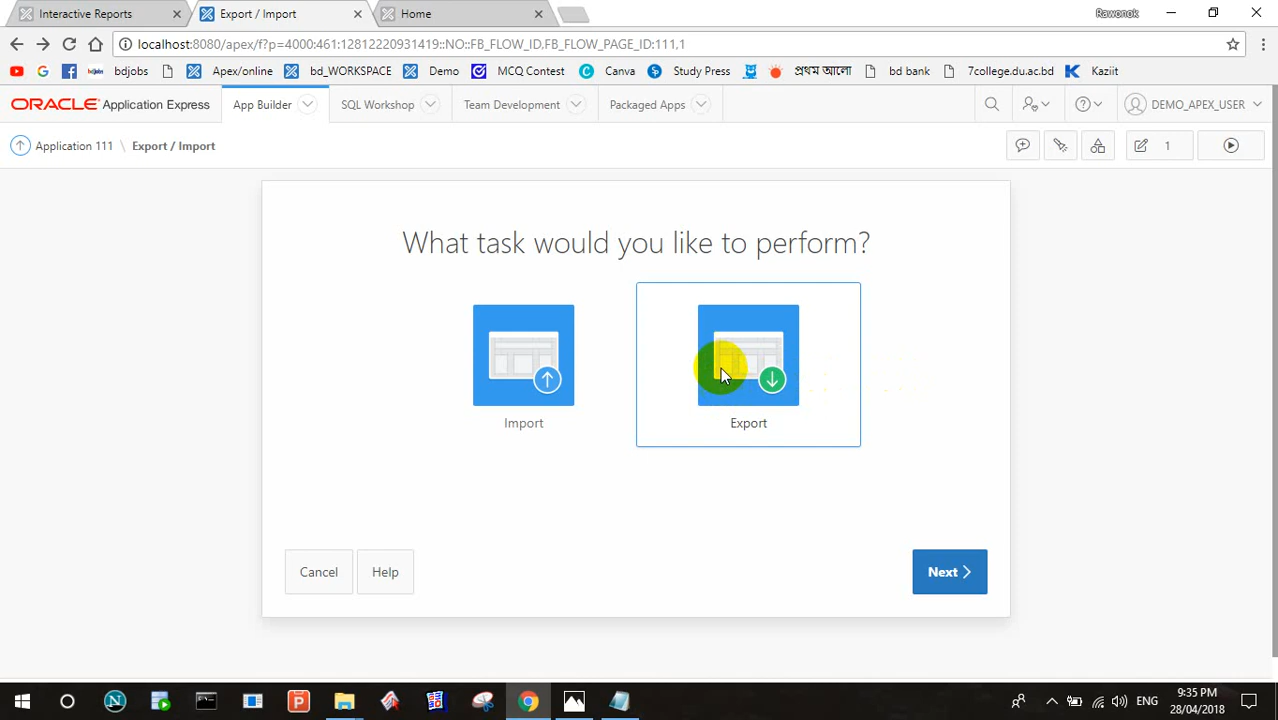 Interactive Reports
Export / Import
Home
Rawonok
localhost:8080/apex/f?p=4000:461:12812220931419::NO::FB_FLOW_ID,FB_FLOW_PAGE_ID:111,1
bdjobs Apex/online bd_WORKSPACE Demo MCQ Contest Canva Study Press প্রথম আলো bd bank 7college.du.ac.bd Kaziit
ORACLE Application Express App Builder SQL Workshop Team Development Packaged Apps DEMO_APEX_USER
Application 111 \ Export / Import 1
What task would you like to perform?
Import Export
Cancel Help Next
ENG 9:35 PM
28/04/2018